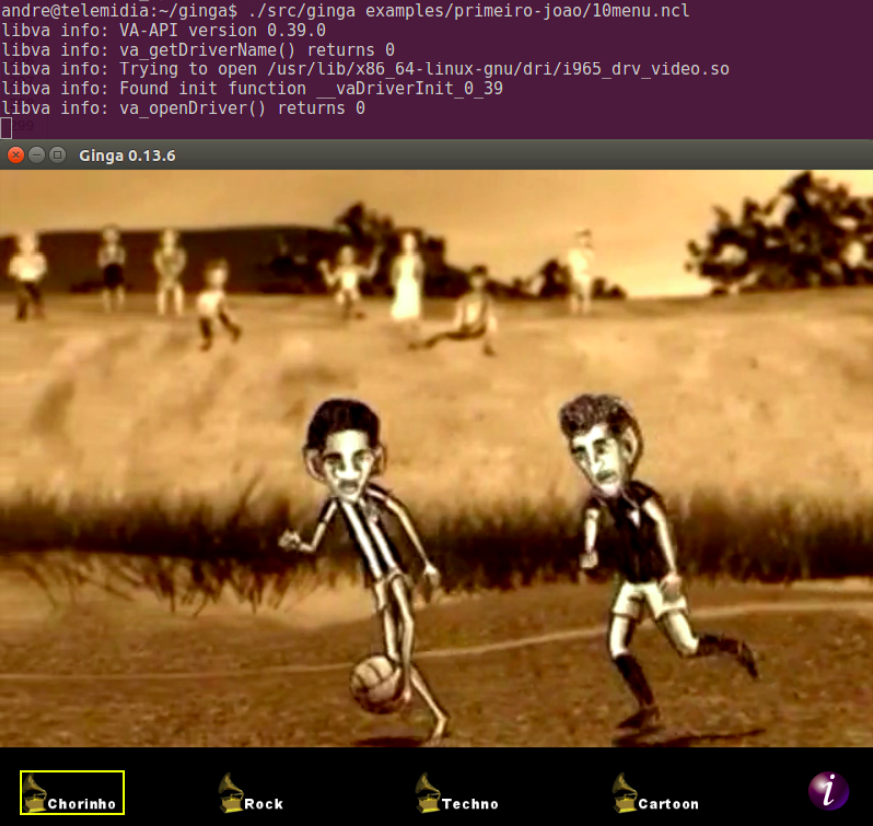 andre@telemidia:~/ginga$ ./src/ginga examples/primeiro-joao/10menu.ncl
libva info: VA-API version 0.39.0
libva info: va_getDriverName() returns 0
libva info: Trying to open /usr/lib/x86_64-linux-gnu/dri/i965_drv_video.so
libva info: Found init function __vaDriverInit_0_39
libva info: va_openDriver() returns 0
Ginga 0.13.6
Chorinho Rock Techno Cartoon i